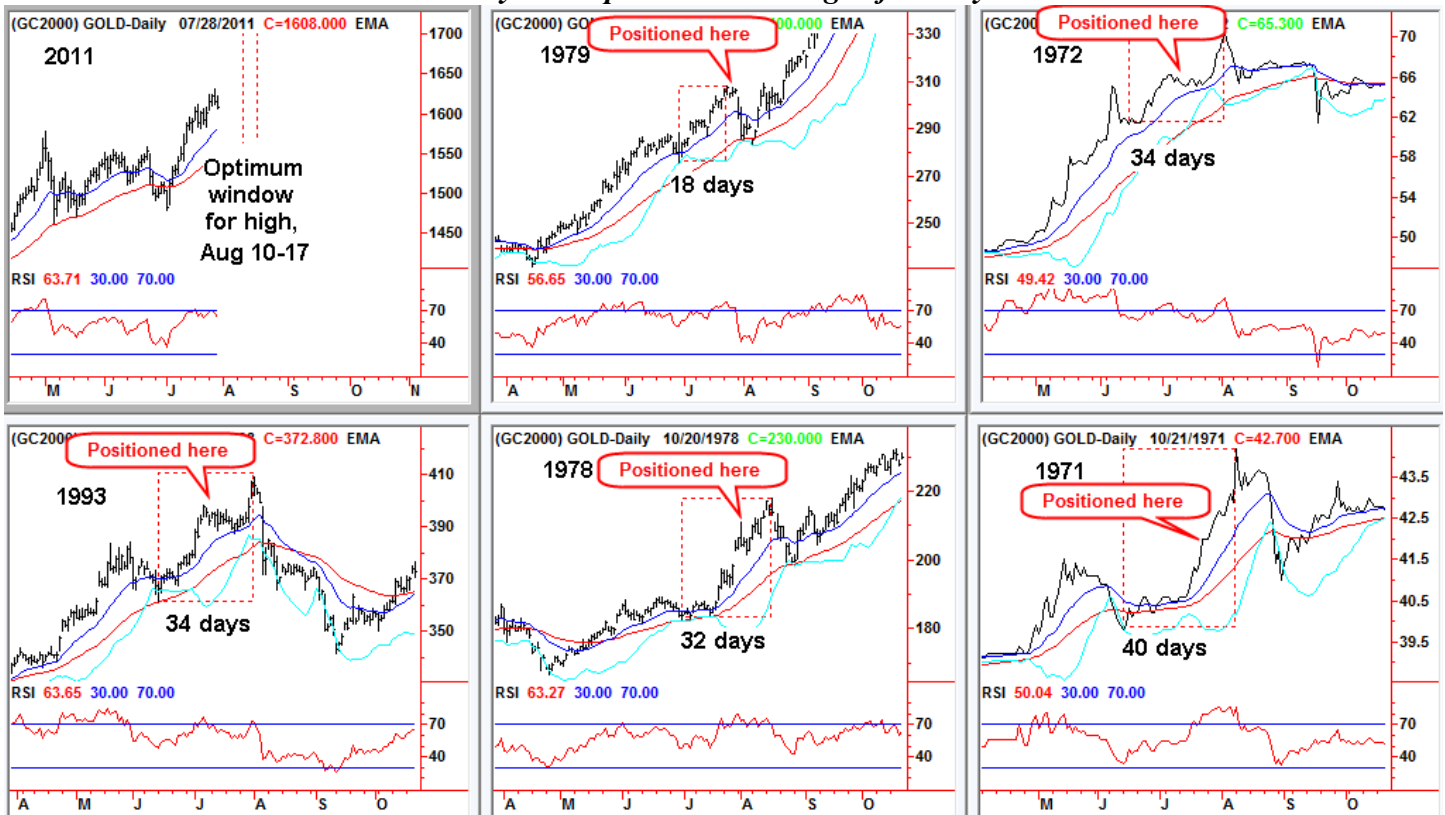 (GC2000) GOLD-Daily 07/28/2011 C=1608.000 EMA
2011
1700
1650
1600
1550
1500
1450
Optimum
window
for high,
Aug 10-17
RSI 63.71 30.00 70.00
70
40
M J J A S O N
(GC2000)
EMA
Positioned here
1979
330
310
290
270
250
18 days
RSI 56.65 30.00 70.00
70
40
A M J J A S O
C=65.300 EMA
Positioned here
1972
70
66
62
58
54
50
34 days
RSI 49.42 30.00 70.00
70
40
M J J A S O
C=372.800 EMA
Positioned here
1993
410
390
370
350
34 days
RSI 63.65 30.00 70.00
70
40
A M J J A S O
(GC2000) GOLD-Daily 10/20/1978 C=230.000 EMA
1978
Positioned here
220
200
180
32 days
RSI 63.27 30.00 70.00
70
40
A M J J A S O
(GC2000) GOLD-Daily 10/21/1971 C=42.700 EMA
1971
Positioned here
43.5
42.5
41.5
40.5
39.5
40 days
RSI 50.04 30.00 70.00
70
40
M J J A S O